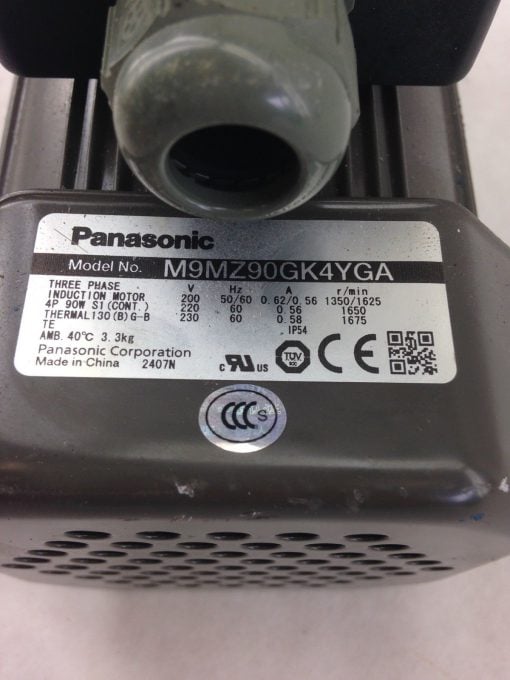 Panasonic
Model No. M9MZ90GK4YGA
THREE PHASE V Hz A r/min
INDUCTION MOTOR 200 50/60 0.62/0.56 1350/1625
4P 90W S1(CONT.) 220 60 0.56 1650
THERMAL130(B)G-B 230 60 0.58 1675
TE IP54
AMB. 40℃ 3.3kg
Panasonic Corporation
Made in China 2407N
c RU US TÜV CE
CCC S